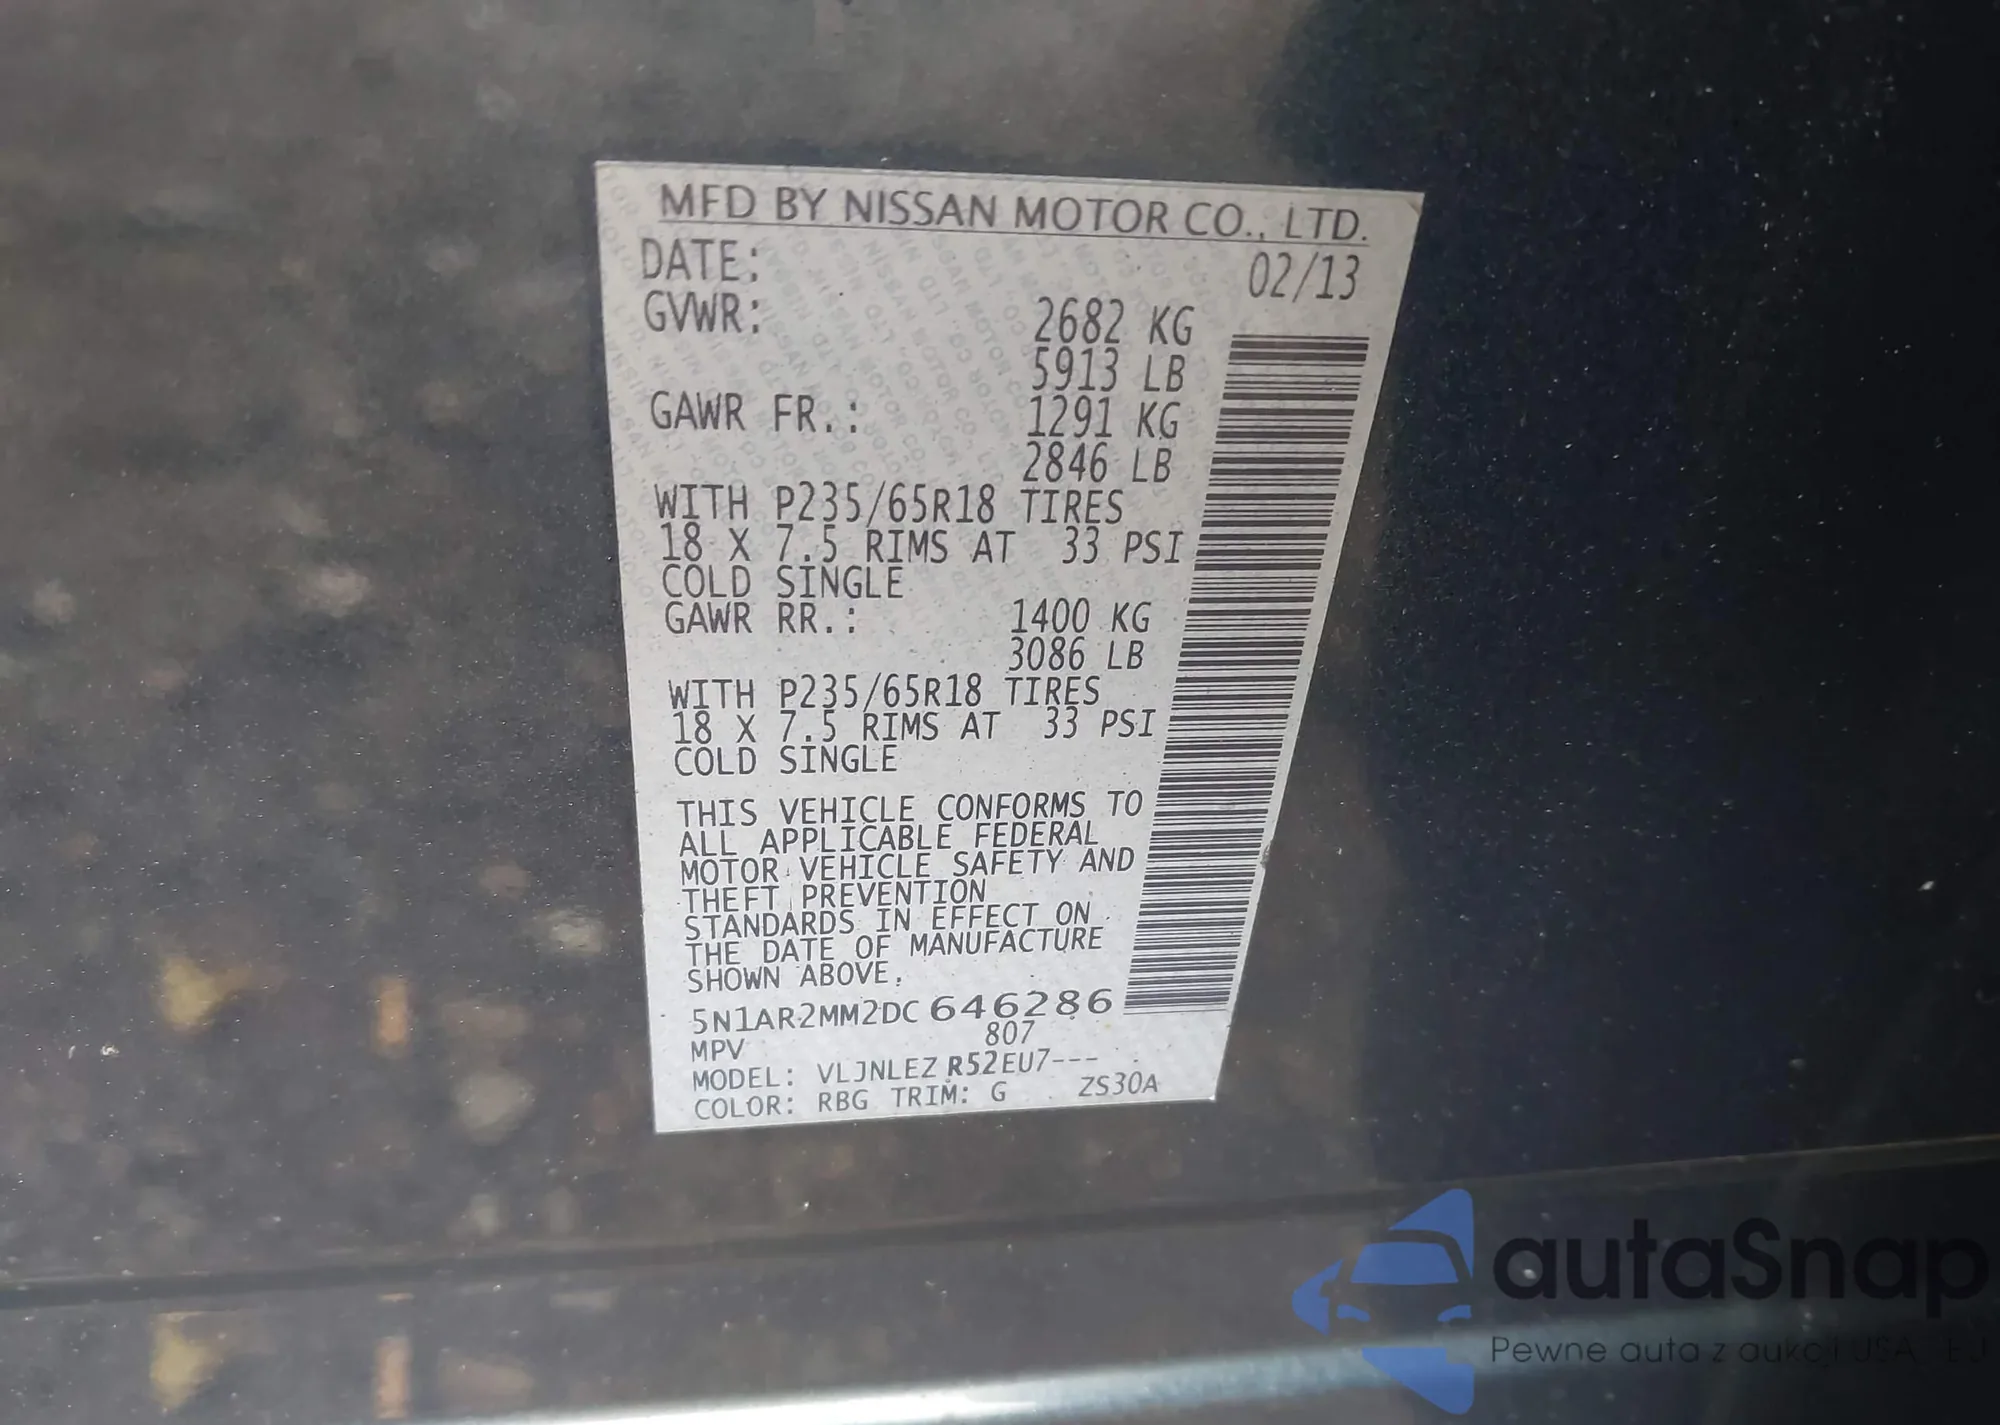 MFD BY NISSAN MOTOR CO., LTD.
DATE: 02/13
GVWR: 2682 KG
5913 LB
GAWR FR.: 1291 KG
2846 LB
WITH P235/65R18 TIRES
18 X 7.5 RIMS AT 33 PSI
COLD SINGLE
GAWR RR.: 1400 KG
3086 LB
WITH P235/65R18 TIRES
18 X 7.5 RIMS AT 33 PSI
COLD SINGLE
THIS VEHICLE CONFORMS TO
ALL APPLICABLE FEDERAL
MOTOR VEHICLE SAFETY AND
THEFT PREVENTION
STANDARDS IN EFFECT ON
THE DATE OF MANUFACTURE
SHOWN ABOVE.
5N1AR2MM2DC646286
MPV 807
MODEL: VLJNLEZ R52EU7---
COLOR: RBG TRIM: G ZS30A
autaSnap
Pewne auta z aukcji USA